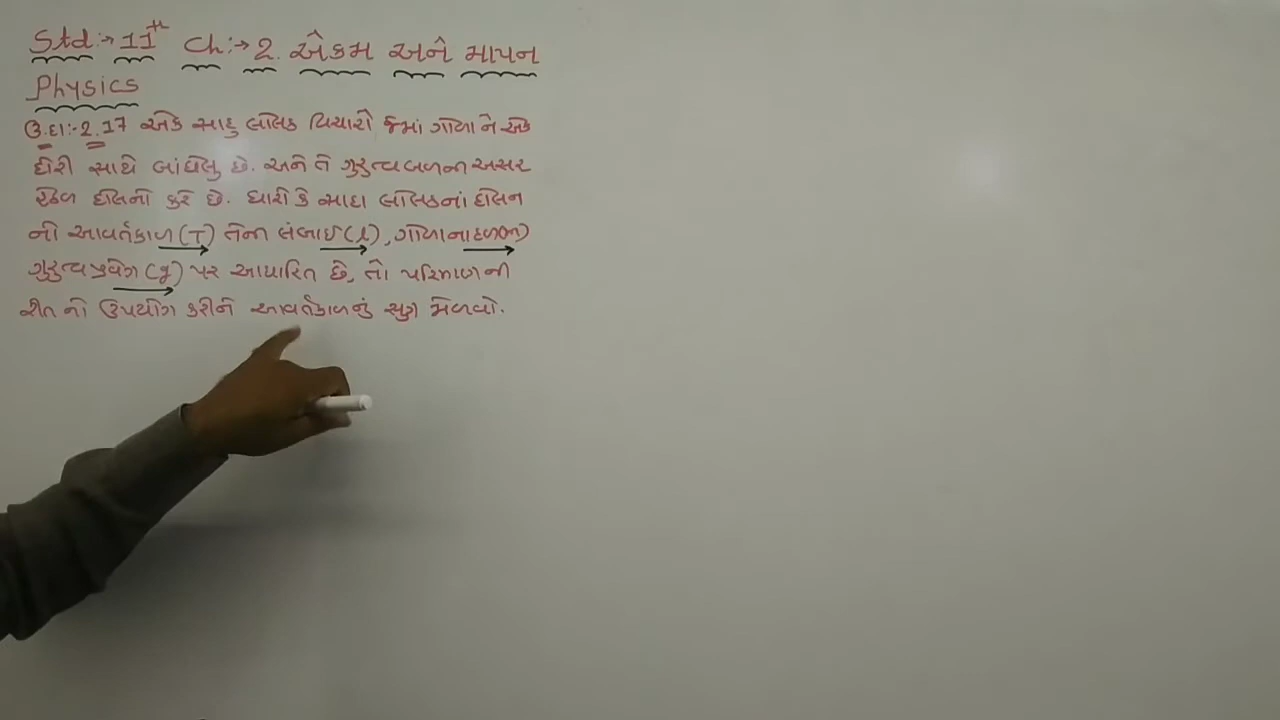 Std:→ 11th Ch:→ 2. એકમ અને માપન
Physics
ઉ.દા:- 2.17 એક સાદુ લોલક વિચારો જેમાં ગોળાને એક
દોરી સાથે બાંધેલુ છે. અને તે ગુરુત્વબળની અસર
હેઠળ દોલનો કરે છે. ધારો કે સાદા લોલકનાં દોલન
નો આવર્તકાળ(T) તેની લંબાઈ(l), ગોળાના દળ(m)
ગુરુત્વપ્રવેગ(g) પર આધારિત છે, તો પરિમાણની
રીત નો ઉપયોગ કરીને આવર્તકાળનું સુત્ર મેળવો.